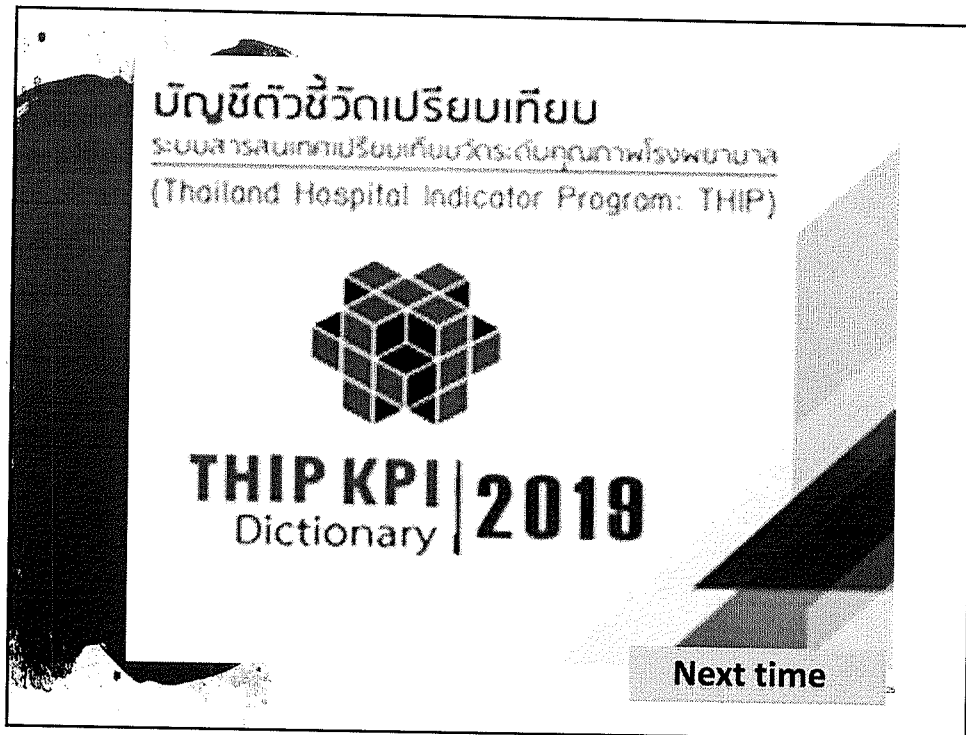 บัญชีตัวชี้วัดเปรียบเทียบ
ระบบสารสนเทศเปรียบเทียบวัดระดับคุณภาพโรงพยาบาล
(Thailand Hospital Indicator Program: THIP)
THIP KPI
Dictionary
2019
Next time
25